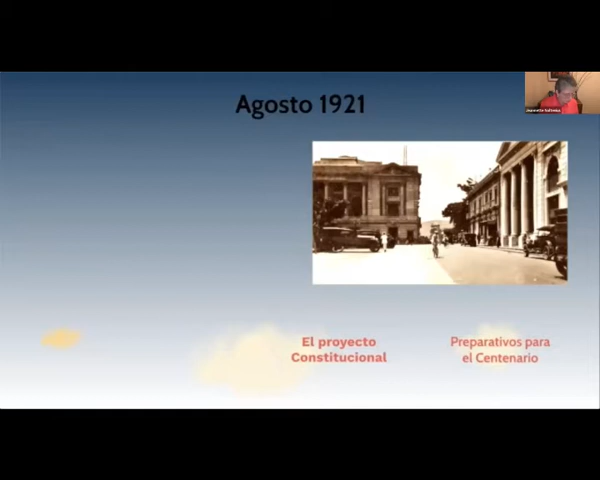 Agosto 1921
El proyecto
Constitucional
Preparativos para
el Centenario